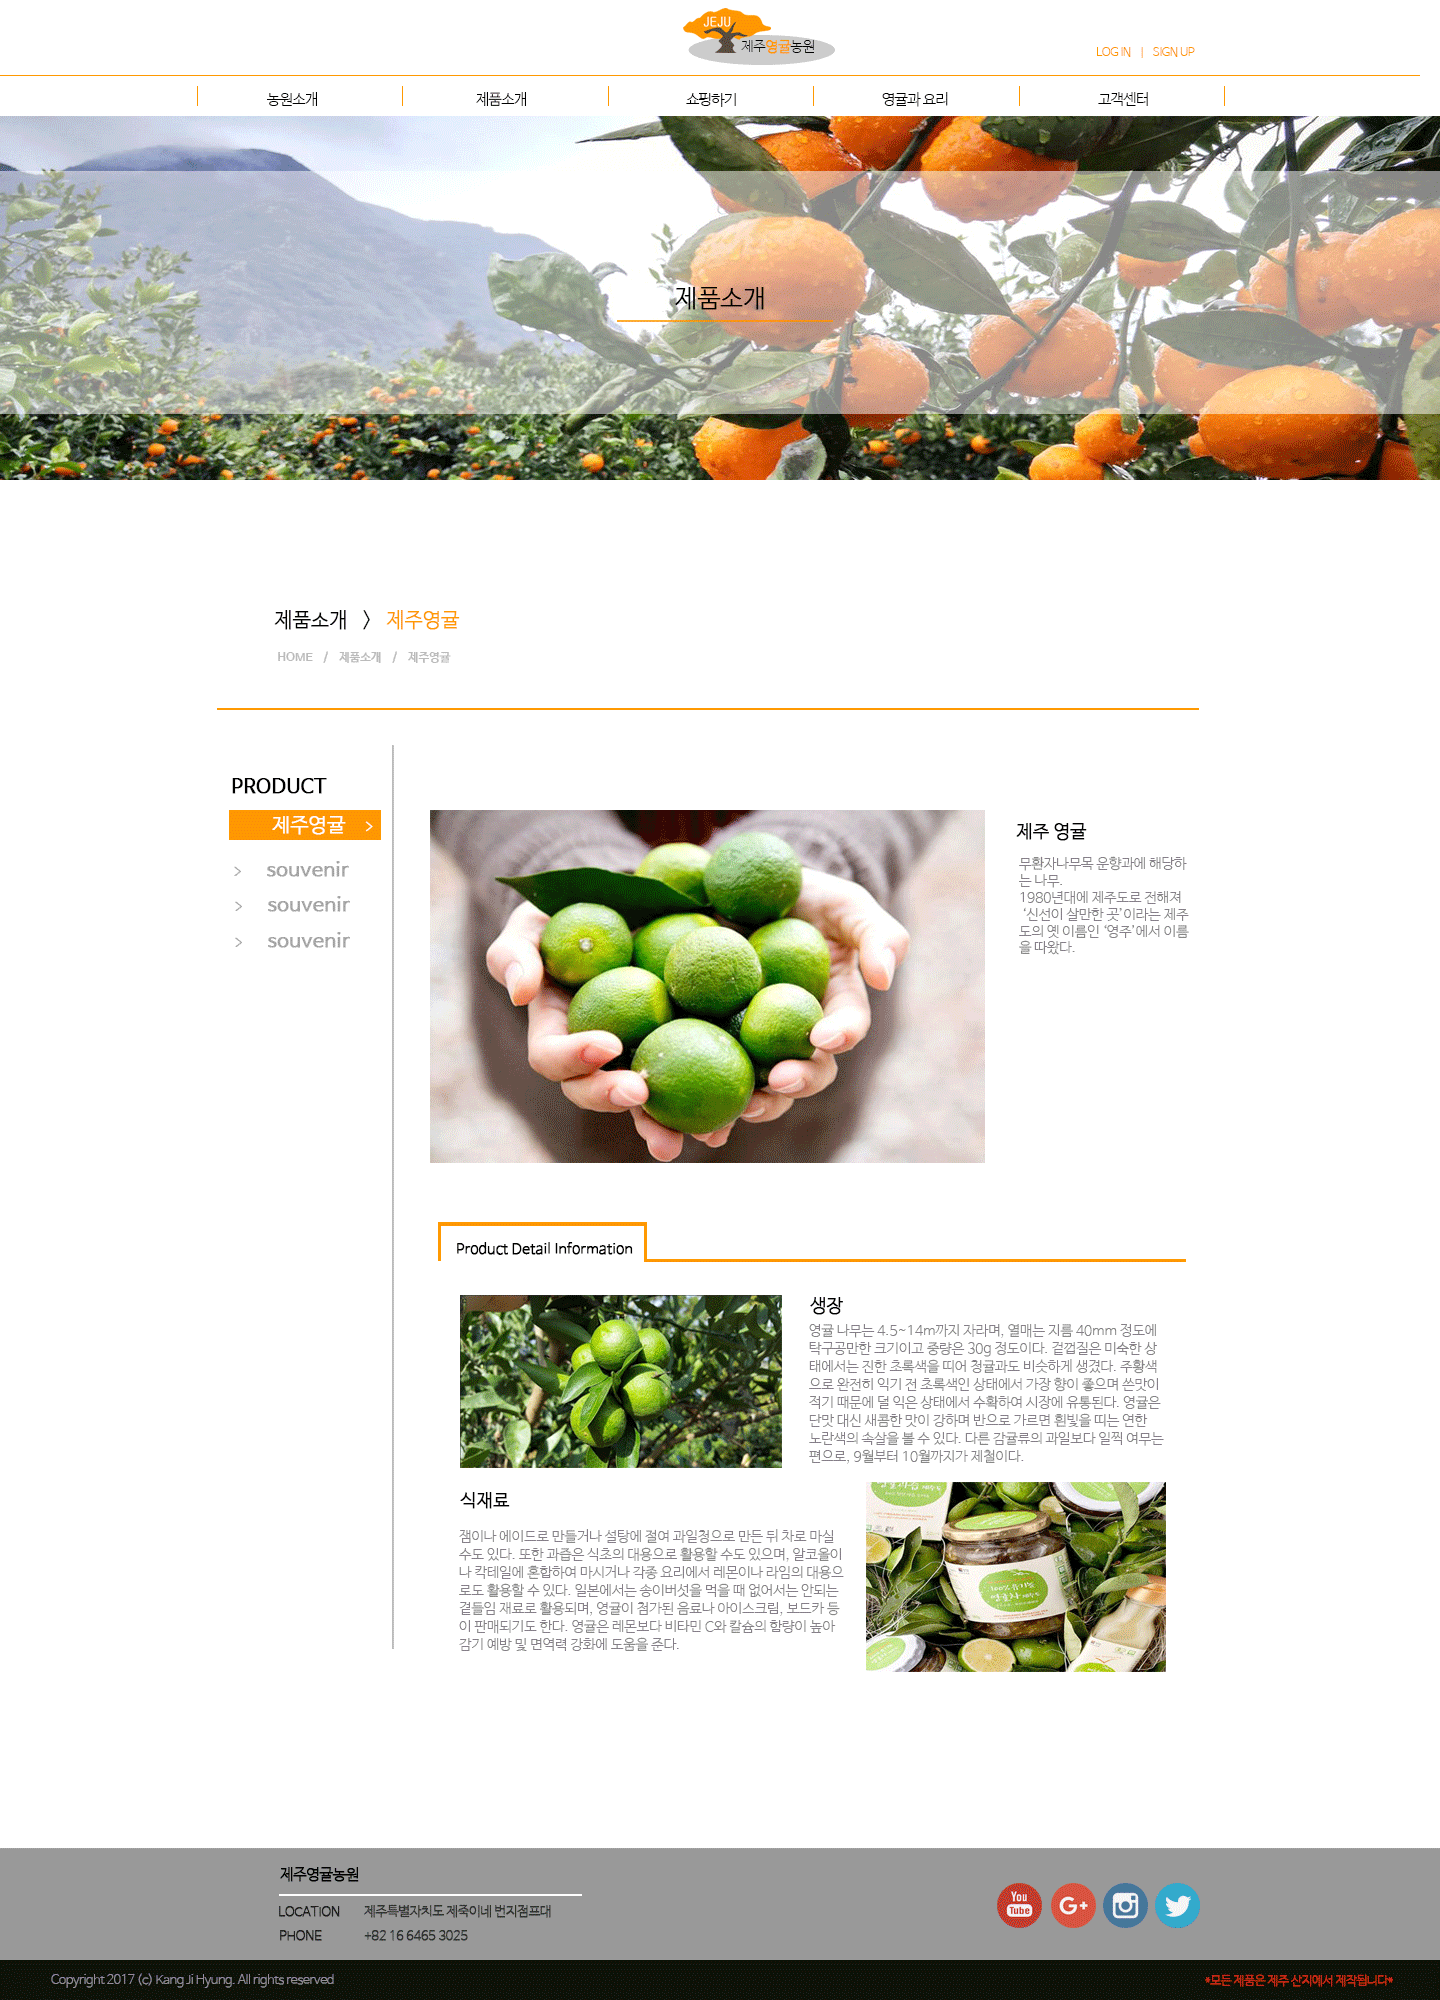 JEJU
제주영귤농원
LOG IN | SIGN UP
농원소개 제품소개 쇼핑하기 영귤과 요리 고객센터
제품소개
제품소개 > 제주영귤
HOME / 제품소개 / 제주영귤
PRODUCT
제주영귤 >
> souvenir
> souvenir
> souvenir
제주 영귤
무환자나무목 운향과에 해당하
는 나무.
1980년대에 제주도로 전해져
‘신선이 살만한 곳’이라는 제주
도의 옛 이름인 ‘영주’에서 이름
을 따왔다.
Product Detail Information
생장
영귤 나무는 4.5~14m까지 자라며, 열매는 지름 40mm 정도에
탁구공만한 크기이고 중량은 30g 정도이다. 겉껍질은 미숙한 상
태에서는 진한 초록색을 띠어 청귤과도 비슷하게 생겼다. 주황색
으로 완전히 익기 전 초록색인 상태에서 가장 향이 좋으며 쓴맛이
적기 때문에 덜 익은 상태에서 수확하여 시장에 유통된다. 영귤은
단맛 대신 새콤한 맛이 강하며 반으로 가르면 흰빛을 띠는 연한
노란색의 속살을 볼 수 있다. 다른 감귤류의 과일보다 일찍 여무는
편으로, 9월부터 10월까지가 제철이다.
식재료
잼이나 에이드로 만들거나 설탕에 절여 과일청으로 만든 뒤 차로 마실
수도 있다. 또한 과즙은 식초의 대용으로 활용할 수도 있으며, 알코올이
나 칵테일에 혼합하여 마시거나 각종 요리에서 레몬이나 라임의 대용으
로도 활용할 수 있다. 일본에서는 송이버섯을 먹을 때 없어서는 안되는
곁들임 재료로 활용되며, 영귤이 첨가된 음료나 아이스크림, 보드카 등
이 판매되기도 한다. 영귤은 레몬보다 비타민 C와 칼슘의 함량이 높아
감기 예방 및 면역력 강화에 도움을 준다.
100% 유기농
영귤차
제주영귤농원
LOCATION 제주특별자치도 제죽이네 번지점프대
PHONE +82 16 6465 3025
You
Tube
G+
Copyright 2017 (c) Kang Ji Hyung. All rights reserved
*모든 제품은 제주 산지에서 제작됩니다*